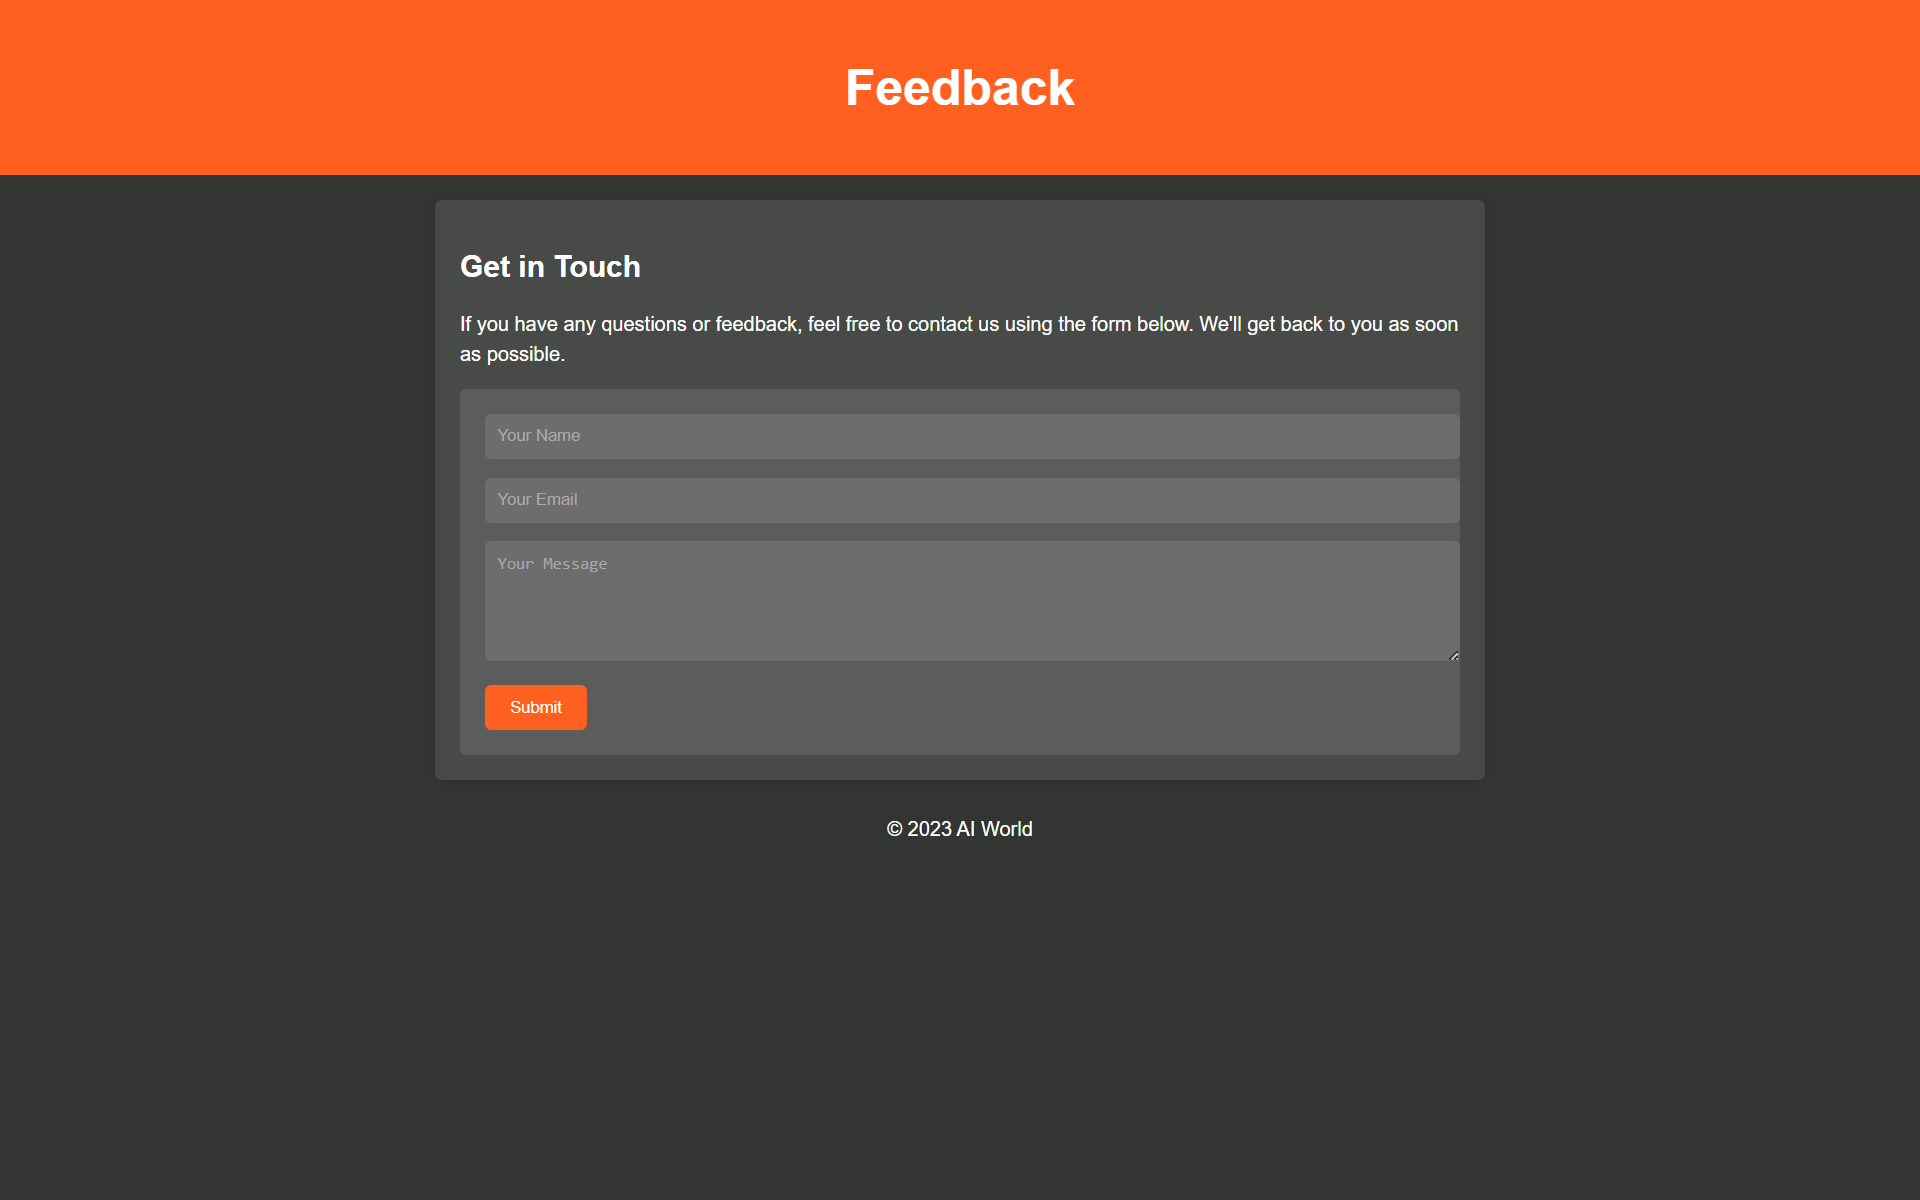 Feedback
Get in Touch
If you have any questions or feedback, feel free to contact us using the form below. We'll get back to you as soon
as possible.
Your Name
Your Email
Your Message
Submit
© 2023 AI World